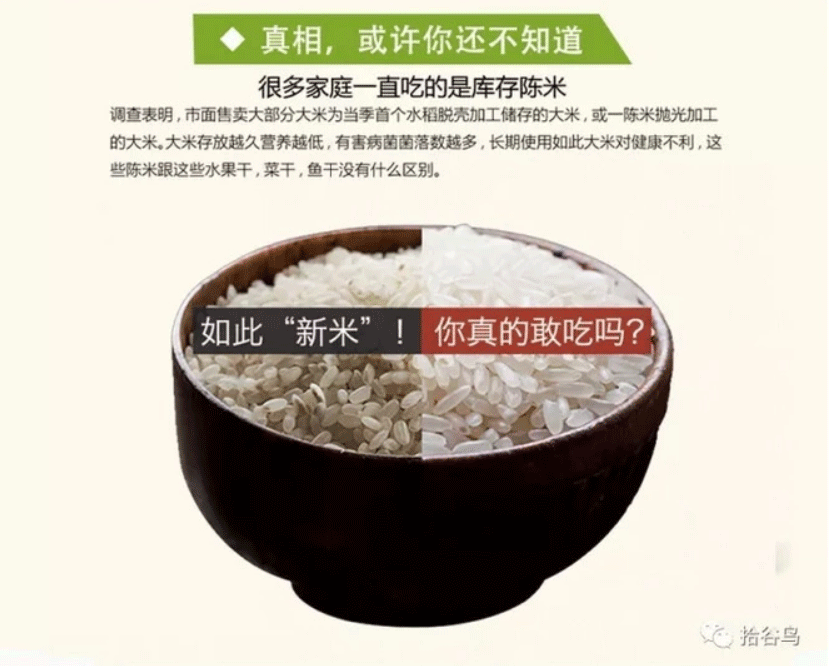 真相，或许你还不知道
很多家庭一直吃的是库存陈米
调查表明，市面售卖大部分大米为当季首个水稻脱壳加工储存的大米，或一陈米抛光加工
的大米。大米存放越久营养越低，有害病菌菌落数越多，长期使用如此大米对健康不利，这
些陈米跟这些水果干，菜干，鱼干没有什么区别。
如此“新米”！你真的敢吃吗？
拾谷鸟